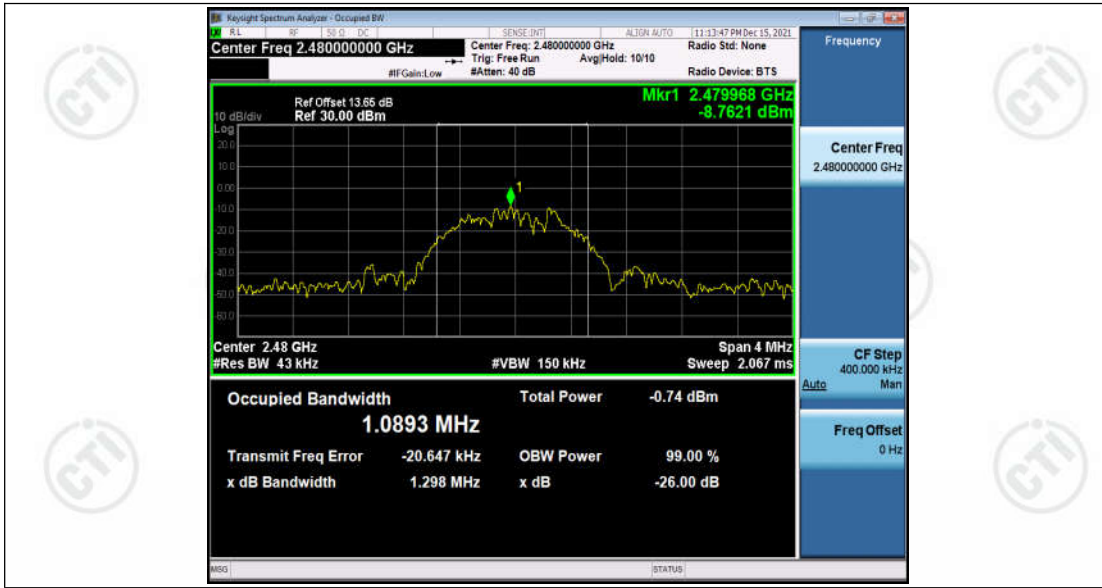 Keysight Spectrum Analyzer - Occupied BW
RL RF 50 Ω DC SENSE:INT ALIGN AUTO 11:13:47 PM Dec 15, 2021
Center Freq 2.480000000 GHz
Center Freq: 2.480000000 GHz
Radio Std: None
Trig: Free Run Avg|Hold: 10/10
#IFGain:Low
#Atten: 40 dB
Radio Device: BTS
Frequency
Ref Offset 13.65 dB
Mkr1 2.479968 GHz
10 dB/div Ref 30.00 dBm
-8.7621 dBm
Log
20.0
10.0
0.00
-10.0
-20.0
-30.0
-40.0
-50.0
-60.0
1
Center Freq
2.480000000 GHz
Center 2.48 GHz
Span 4 MHz
#Res BW 43 kHz
#VBW 150 kHz
Sweep 2.067 ms
CF Step
400.000 kHz
Auto Man
Occupied Bandwidth
Total Power -0.74 dBm
1.0893 MHz
Transmit Freq Error -20.647 kHz
OBW Power 99.00 %
x dB Bandwidth 1.298 MHz
x dB -26.00 dB
Freq Offset
0 Hz
MSG
STATUS
CTI
CTI
CTI
CTI